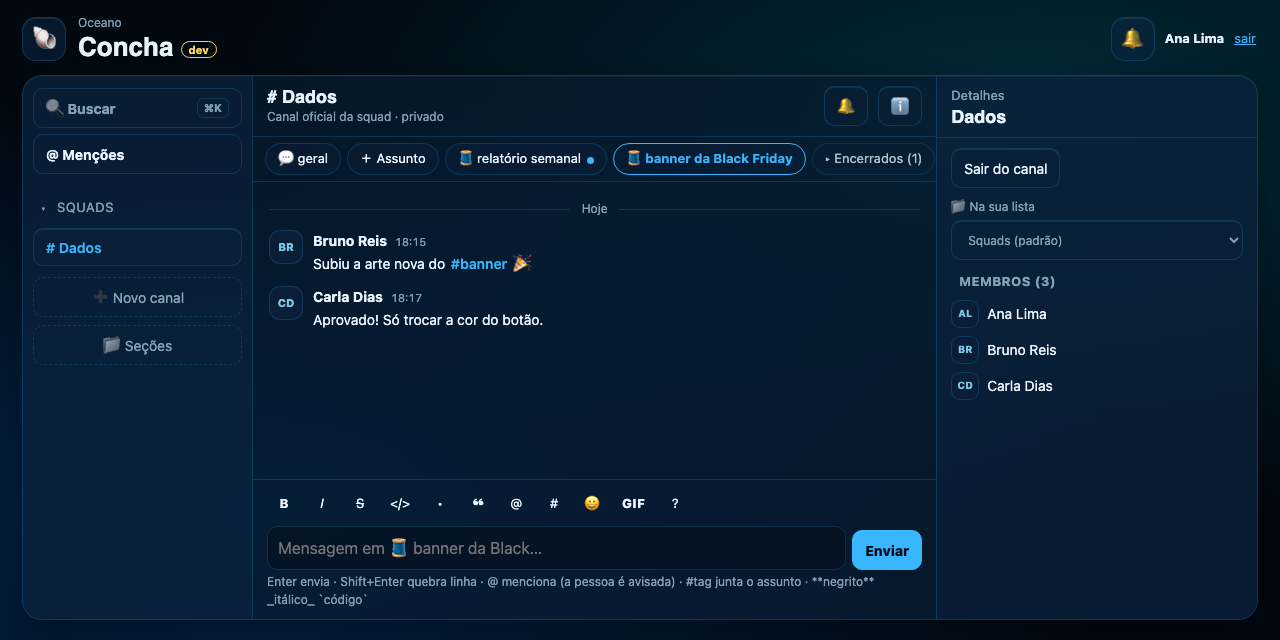 Oceano
Concha dev
Ana Lima sair
Buscar ⌘K
@ Menções
SQUADS
# Dados
Novo canal
Seções
# Dados
Canal oficial da squad · privado
geral
+ Assunto
relatório semanal
banner da Black Friday
Encerrados (1)
Hoje
BR
Bruno Reis 18:15
Subiu a arte nova do #banner 🎉
CD
Carla Dias 18:17
Aprovado! Só trocar a cor do botão.
B I S </> • ❝ @ # 😀 GIF ?
Mensagem em 🧵 banner da Black...
Enviar
Enter envia · Shift+Enter quebra linha · @ menciona (a pessoa é avisada) · #tag junta o assunto · **negrito**
_itálico_ `código`
Detalhes
Dados
Sair do canal
Na sua lista
Squads (padrão)
MEMBROS (3)
AL Ana Lima
BR Bruno Reis
CD Carla Dias